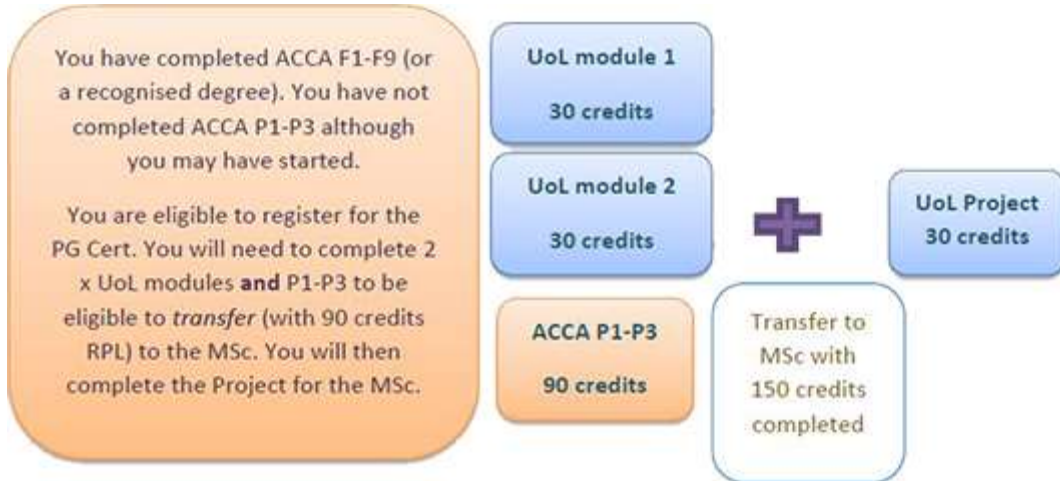 You have completed ACCA F1-F9 (or
a recognised degree). You have not
completed ACCA P1-P3 although
you may have started.
You are eligible to register for the
PG Cert. You will need to complete 2
x UoL modules and P1-P3 to be
eligible to transfer (with 90 credits
RPL) to the MSc. You will then
complete the Project for the MSc.
UoL module 1
30 credits
UoL module 2
30 credits
ACCA P1-P3
90 credits
Transfer to
MSc with
150 credits
completed
UoL Project
30 credits